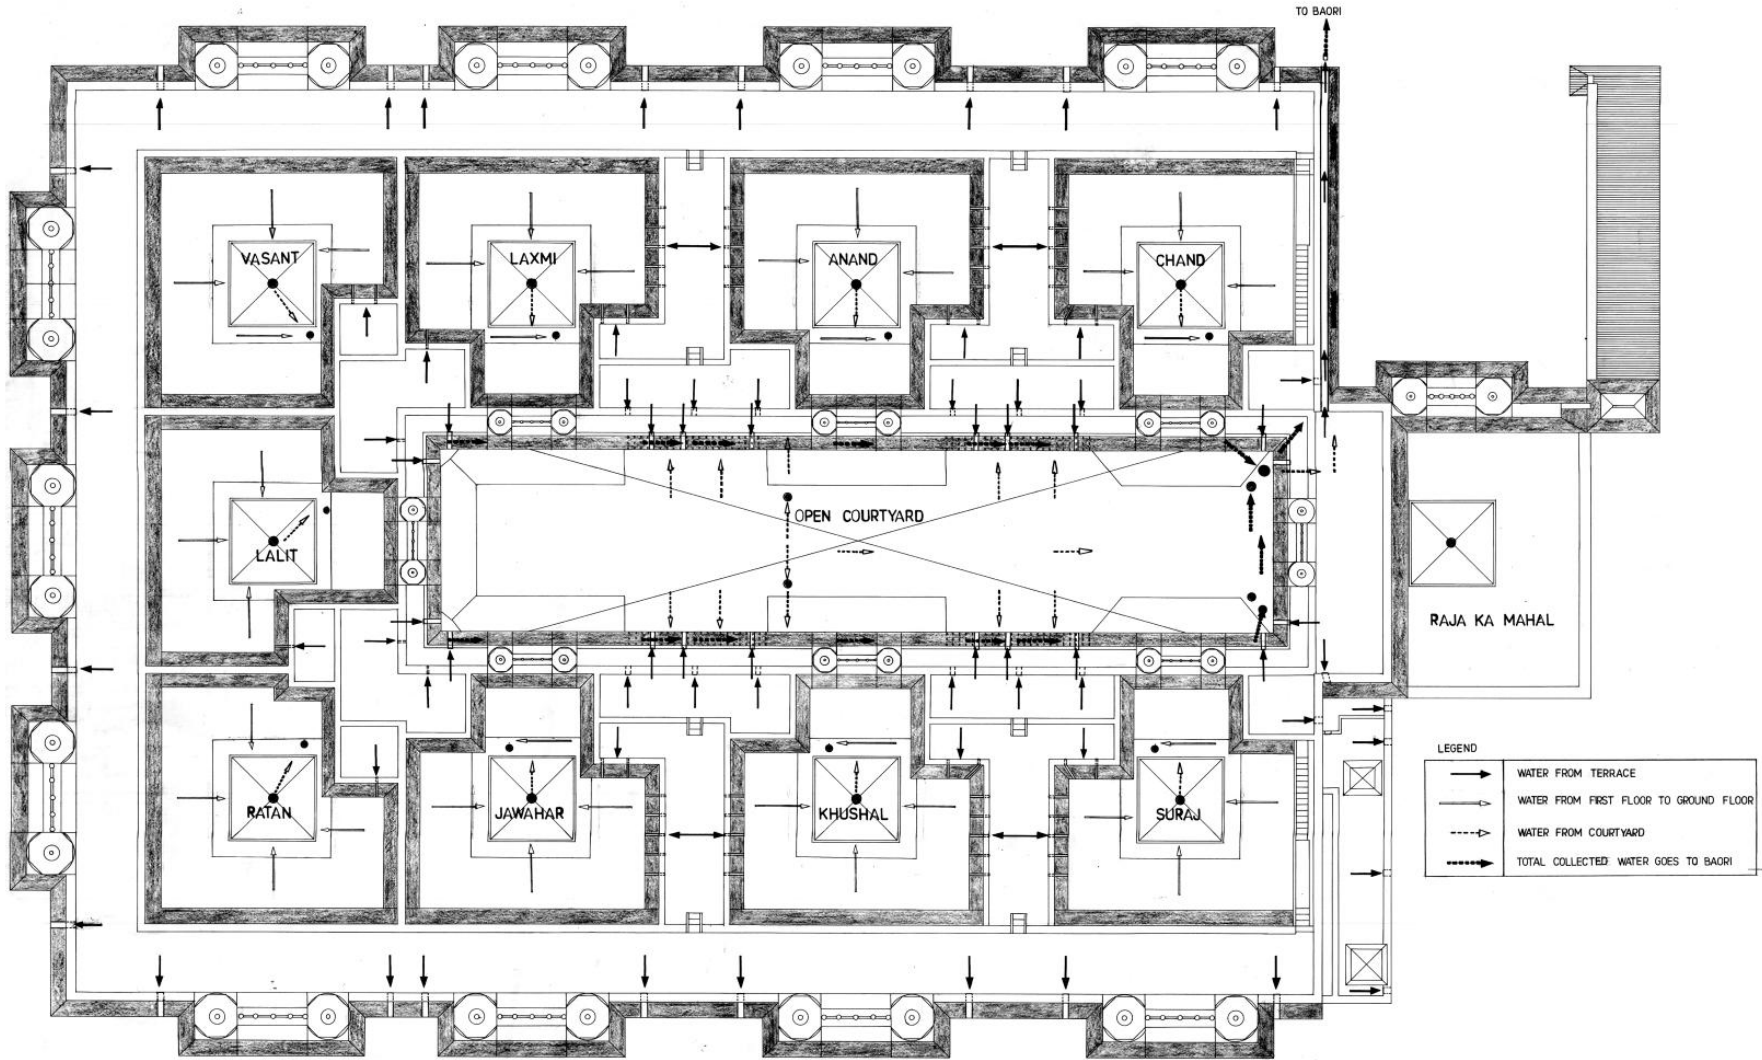 TO BAORI
VASANT
LAXMI
ANAND
CHAND
OPEN COURTYARD
LALIT
RAJA KA MAHAL
RATAN
JAWAHAR
KHUSHAL
SURAJ
LEGEND
WATER FROM TERRACE
WATER FROM FIRST FLOOR TO GROUND FLOOR
WATER FROM COURTYARD
TOTAL COLLECTED WATER GOES TO BAORI